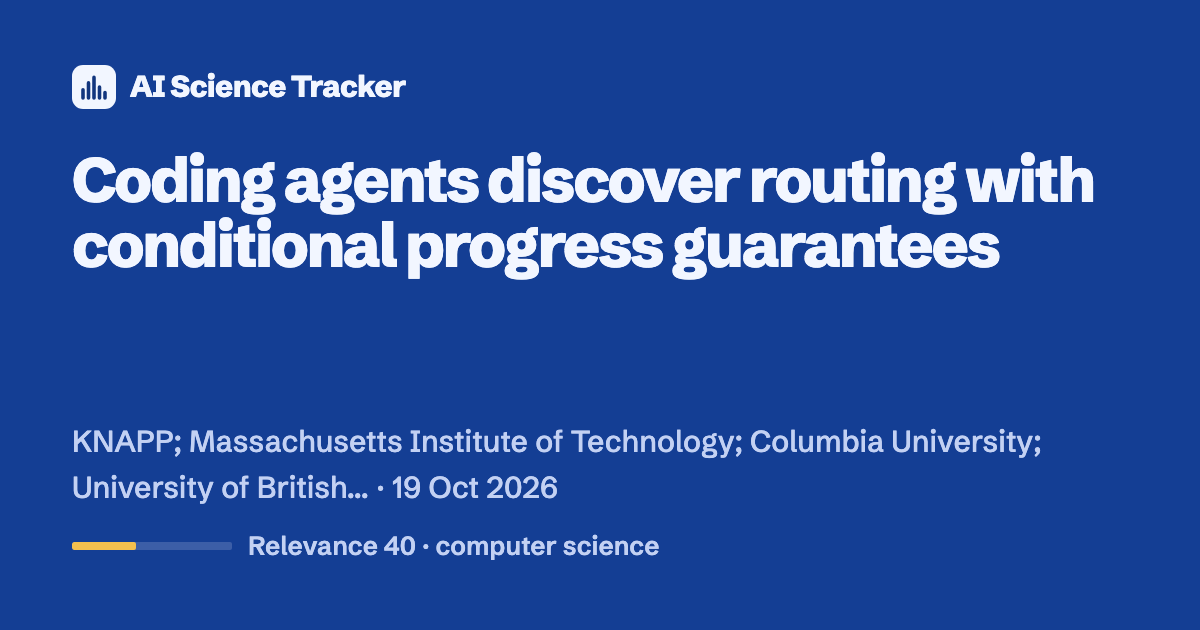 AI Science Tracker
Coding agents discover routing with
conditional progress guarantees
KNAPP; Massachusetts Institute of Technology; Columbia University;
University of British... · 19 Oct 2026
Relevance 40 · computer science